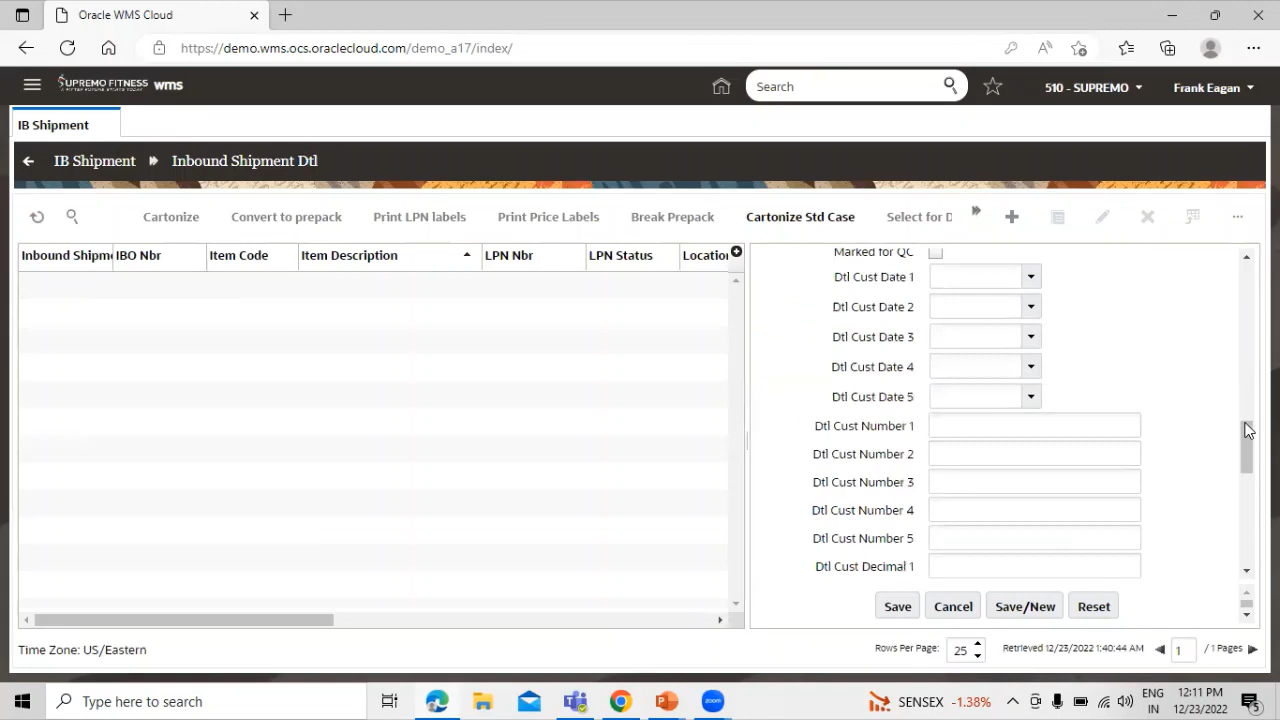 Oracle WMS Cloud
https://demo.wms.ocs.oraclecloud.com/demo_a17/index/
SUPREMO FITNESS wms
Search
510 - SUPREMO
Frank Eagan
IB Shipment
IB Shipment Inbound Shipment Dtl
Cartonize Convert to prepack Print LPN labels Print Price Labels Break Prepack Cartonize Std Case Select for D
Inbound Shipme IBO Nbr Item Code Item Description LPN Nbr LPN Status Location
Marked for QC
Dtl Cust Date 1
Dtl Cust Date 2
Dtl Cust Date 3
Dtl Cust Date 4
Dtl Cust Date 5
Dtl Cust Number 1
Dtl Cust Number 2
Dtl Cust Number 3
Dtl Cust Number 4
Dtl Cust Number 5
Dtl Cust Decimal 1
Save Cancel Save/New Reset
Time Zone: US/Eastern
Rows Per Page: 25 Retrieved 12/23/2022 1:40:44 AM 1 / 1 Pages
Type here to search
zoom
SENSEX -1.38%
ENG
IN
12:11 PM
12/23/2022
5